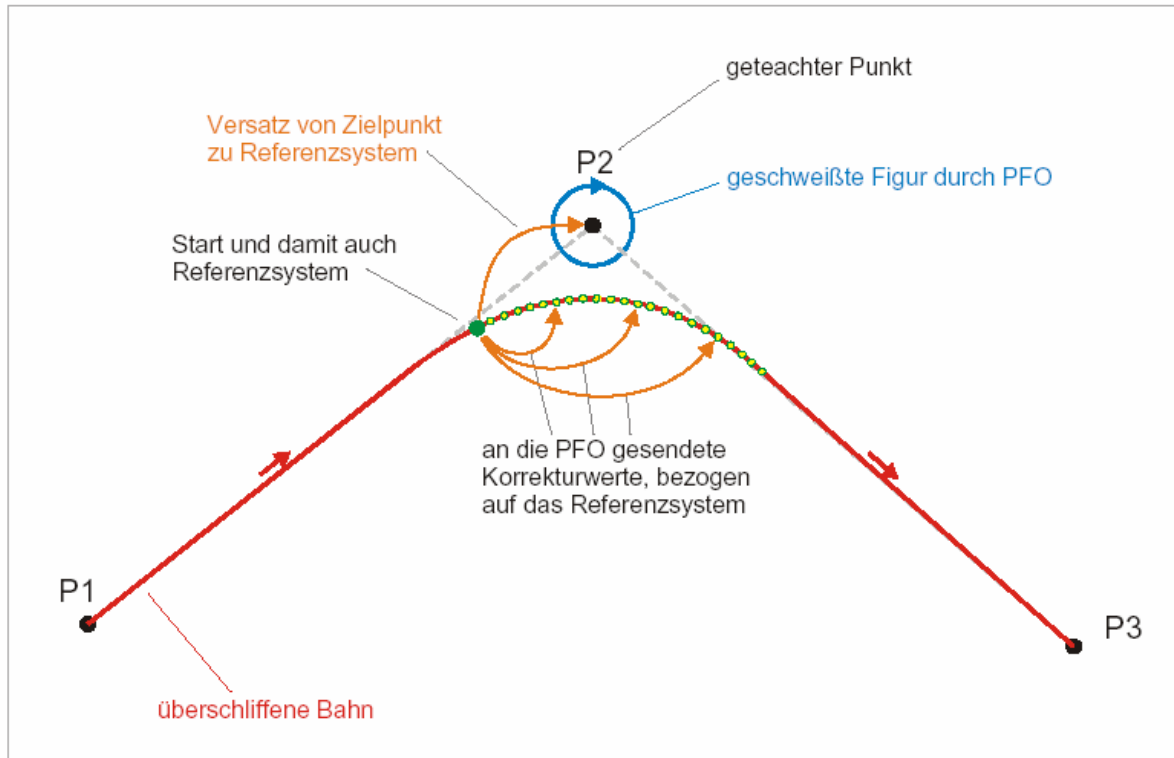 geteachter Punkt
Versatz von Zielpunkt
zu Referenzsystem
P2
geschweißte Figur durch PFO
Start und damit auch
Referenzsystem
an die PFO gesendete
Korrekturwerte, bezogen
auf das Referenzsystem
P1
P3
überschliffene Bahn